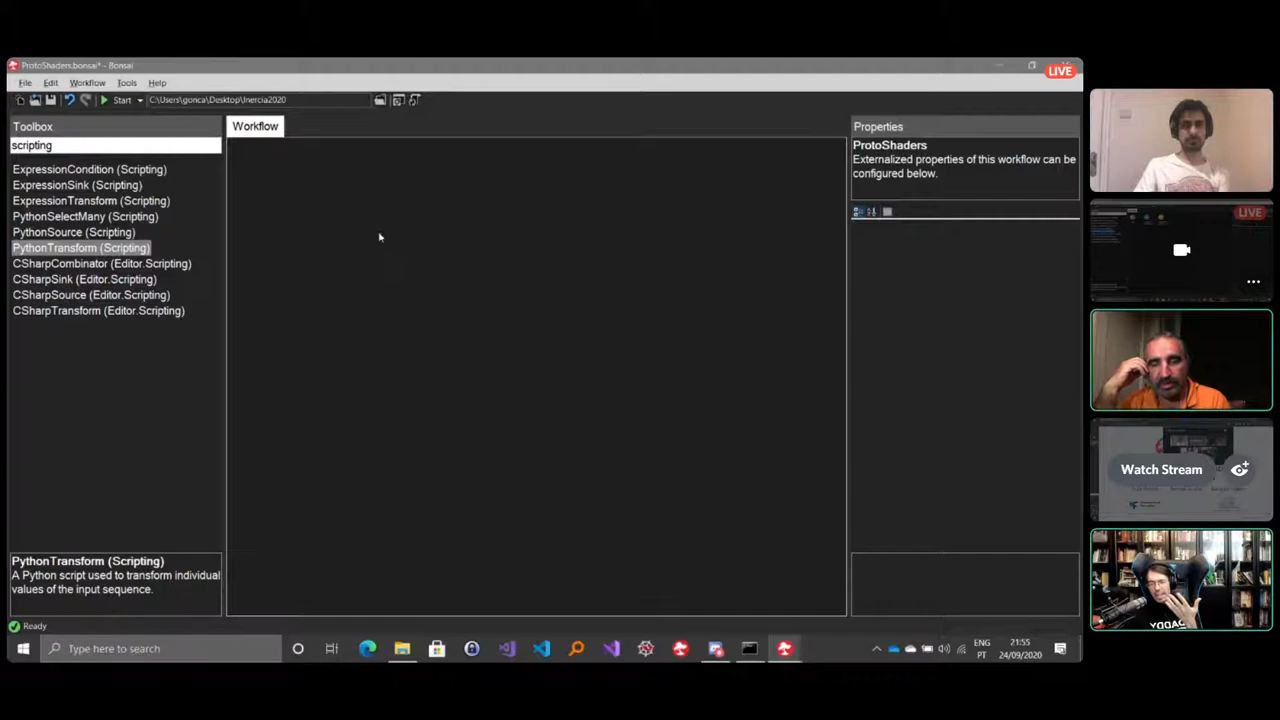 ProtoShaders.bonsai* - Bonsai
LIVE
File Edit Workflow Tools Help
Start C:\Users\gonca\Desktop\Inercia2020
Toolbox
Workflow
Properties
scripting
ProtoShaders
Externalized properties of this workflow can be
configured below.
ExpressionCondition (Scripting)
ExpressionSink (Scripting)
ExpressionTransform (Scripting)
PythonSelectMany (Scripting)
PythonSource (Scripting)
PythonTransform (Scripting)
CSharpCombinator (Editor.Scripting)
CSharpSink (Editor.Scripting)
CSharpSource (Editor.Scripting)
CSharpTransform (Editor.Scripting)
PythonTransform (Scripting)
A Python script used to transform individual
values of the input sequence.
Ready
Type here to search
ENG
PT
21:55
24/09/2020
LIVE
Watch Stream